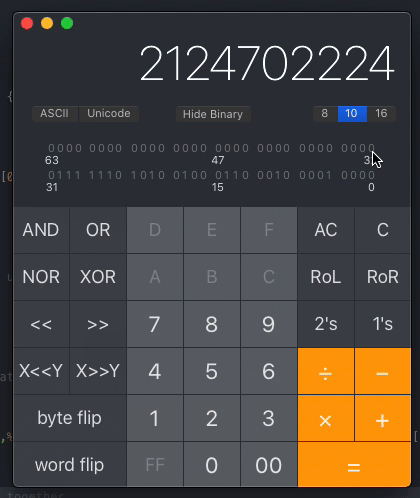 2124702224
{
ASCII Unicode Hide Binary 8 10 16
0000 0000 0000 0000 0000 0000 0000 0000
63 47
[0 0111 1110 1010 0100 0110 0010 0001 0000
31 15 0
AND OR D E F AC C
NOR XOR A B C RoL RoR
<< >> 7 8 9 2's 1's
X<<Y X>>Y 4 5 6 ÷ −
byte flip 1 2 3 × +
word flip FF 0 00 =
together